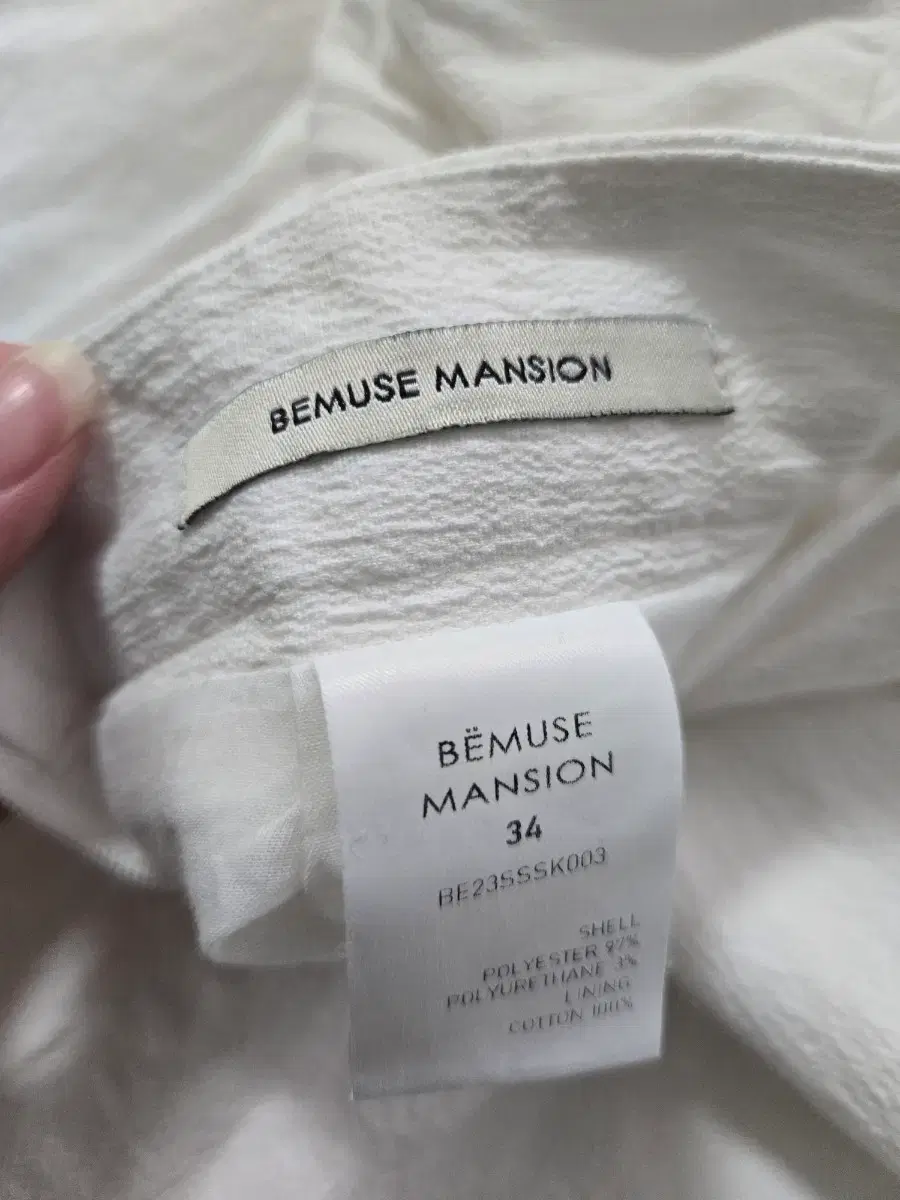 BEMUSE MANSION
BËMUSE
MANSION
34
BE23SSSK003
SHELL
POLYESTER 97%
POLYURETHANE 3%
LINING
COTTON 100%